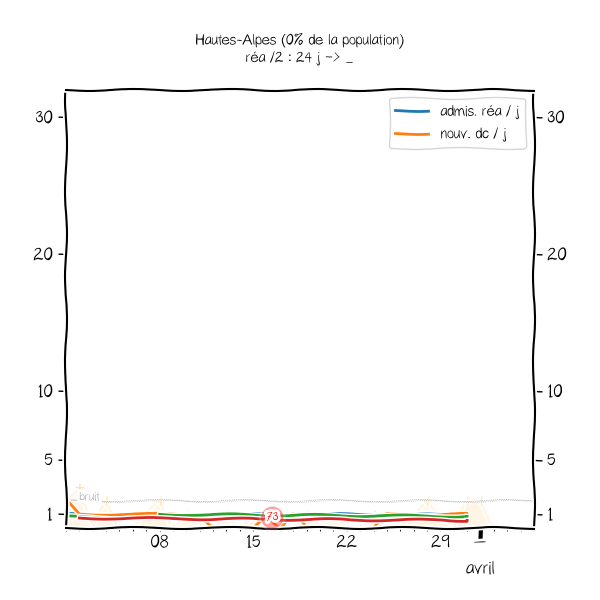 Hautes-Alpes (0% de la population)
réa /2 : 24 j -> _
admis. réa / j
nouv. dc / j
30
30
20
20
10
10
5
5
bruit
1
73
1
08
15
22
29
avril